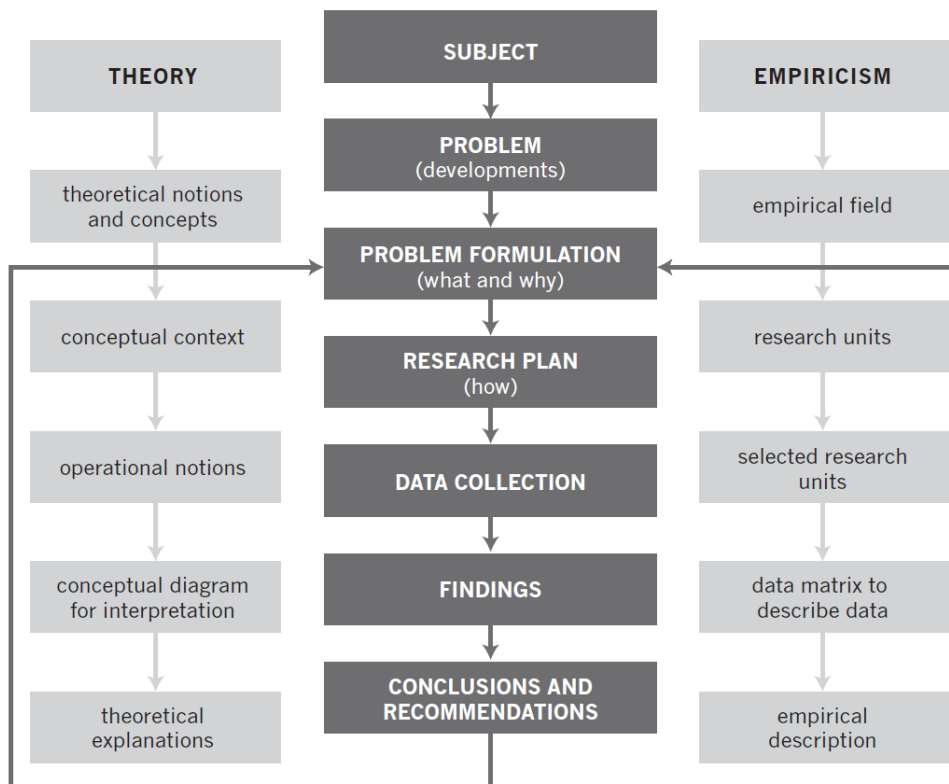 THEORY
theoretical notions
and concepts
conceptual context
operational notions
conceptual diagram
for interpretation
theoretical
explanations
SUBJECT
PROBLEM
(developments)
PROBLEM FORMULATION
(what and why)
RESEARCH PLAN
(how)
DATA COLLECTION
FINDINGS
CONCLUSIONS AND
RECOMMENDATIONS
EMPIRICISM
empirical field
research units
selected research
units
data matrix to
describe data
empirical
description